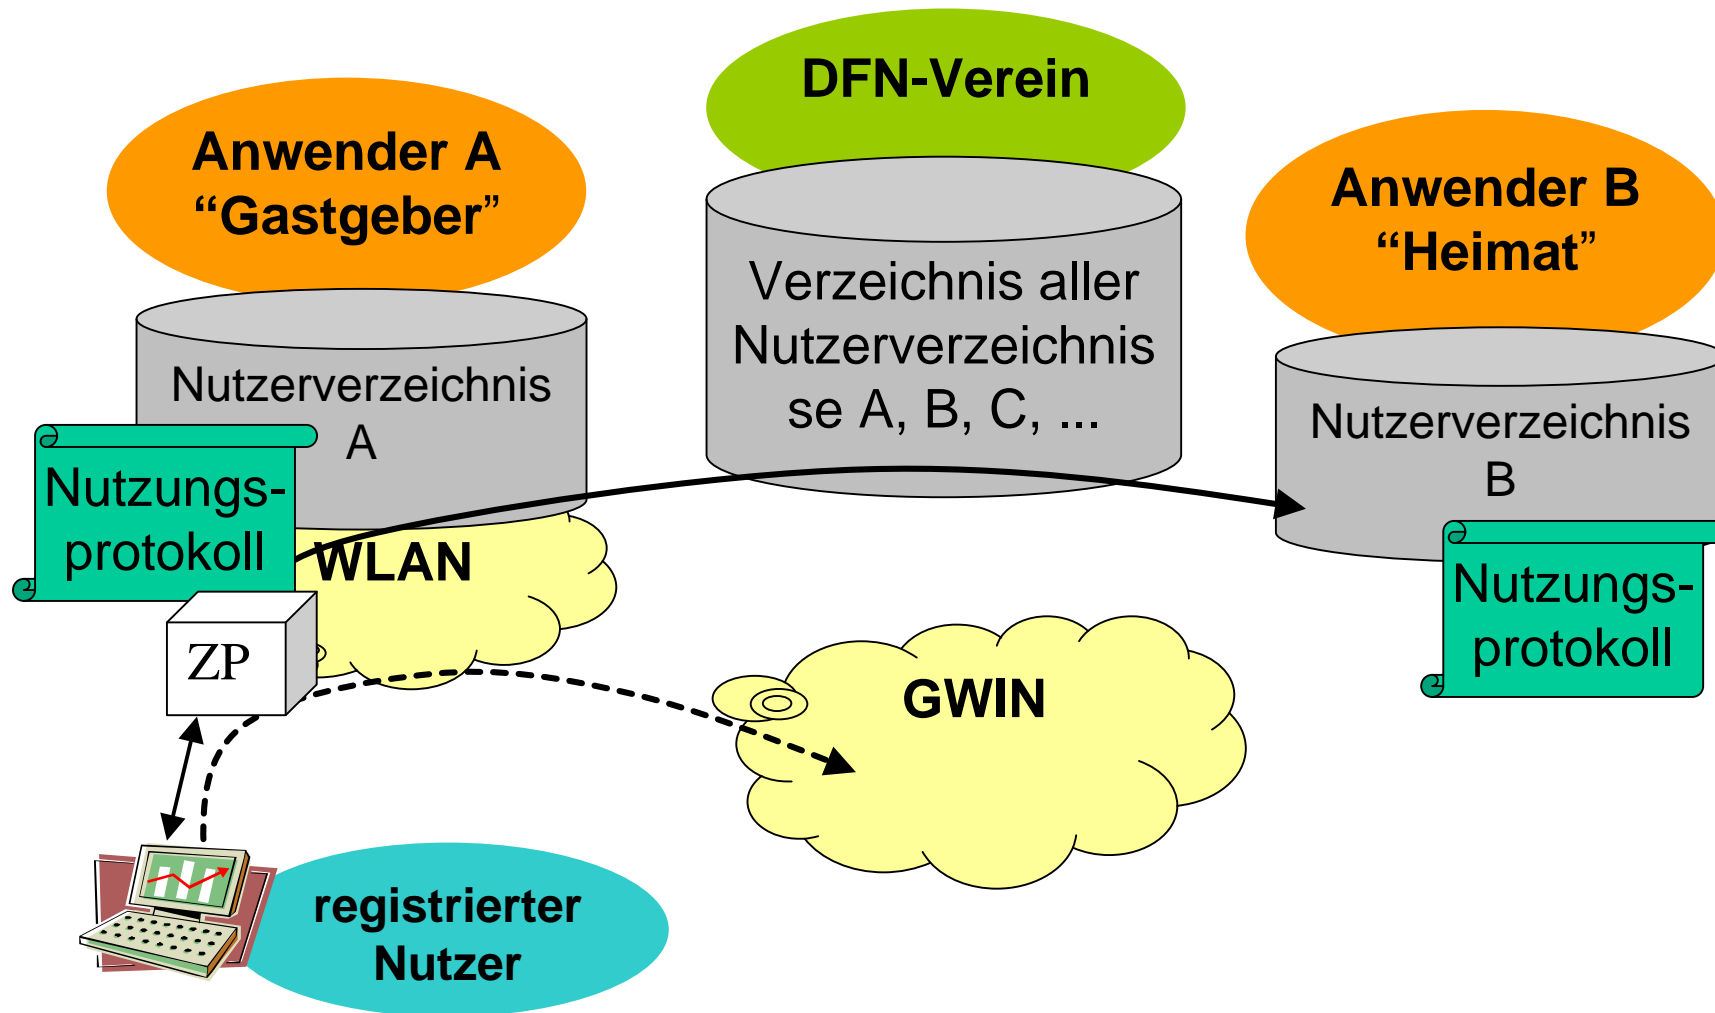 DFN-Verein
Anwender A
“Gastgeber”
Anwender B
“Heimat”
Verzeichnis aller
Nutzerverzeichnis
se A, B, C, ...
Nutzerverzeichnis
A
Nutzerverzeichnis
B
Nutzungs-
protokoll
WLAN
Nutzungs-
protokoll
ZP
GWIN
registrierter
Nutzer